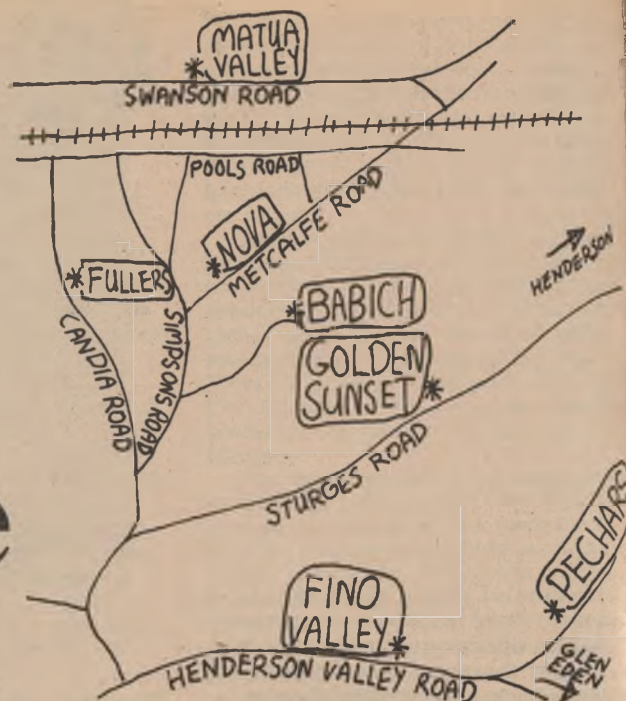 MATUA
VALLEY
SWANSON ROAD
POOLS ROAD
NOVA
METCALFE ROAD
FULLERS
HENDERSON
BABICH
CANDIA ROAD
SIMPSONS ROAD
GOLDEN
SUNSET
STURGES ROAD
PECHARS
FINO
VALLEY
GLEN
EDEN
HENDERSON VALLEY ROAD